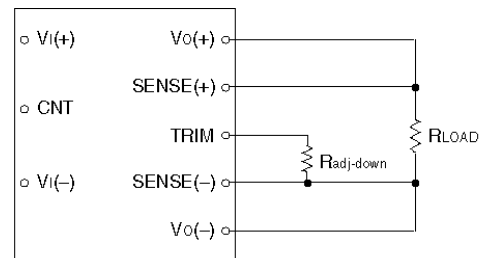 VI(+) VO(+)
SENSE(+)
CNT
TRIM RLOAD
Radj-down
VI(–) SENSE(–)
VO(–)